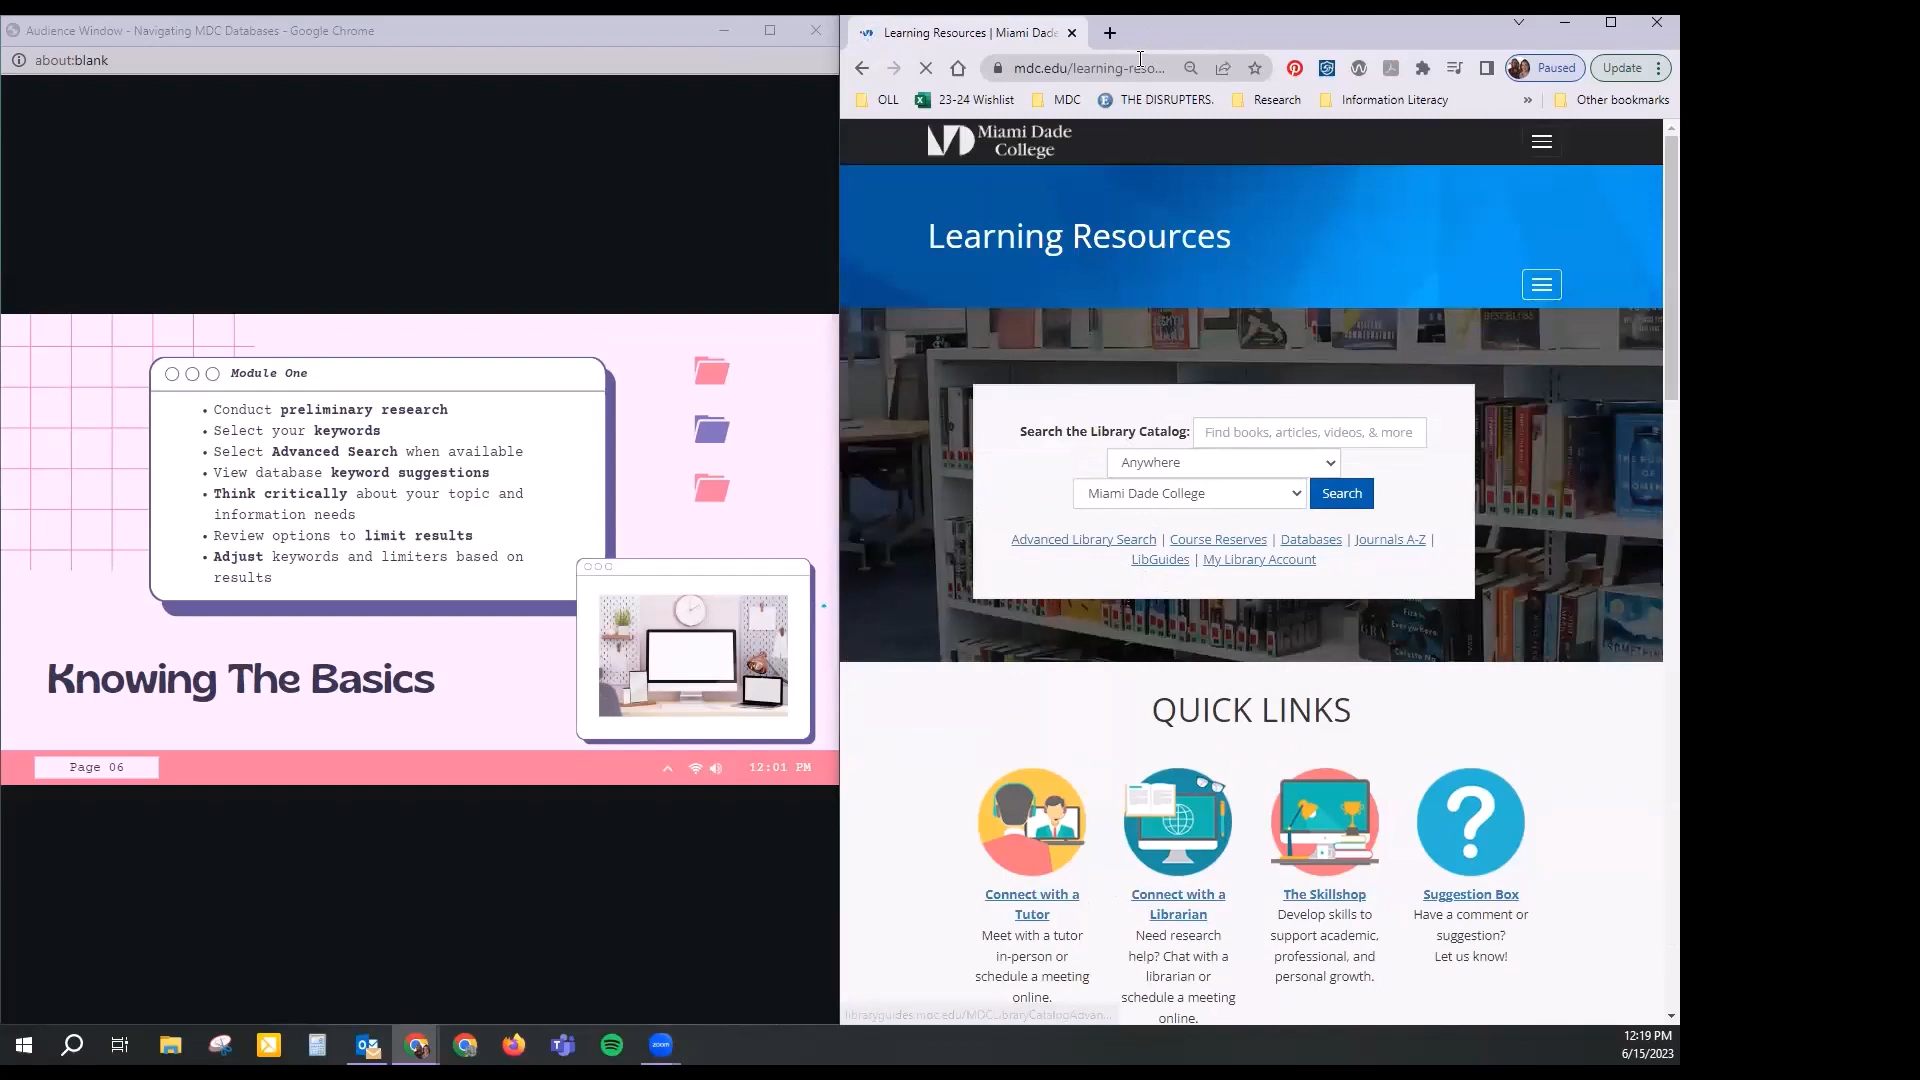 Audience Window - Navigating MDC Databases - Google Chrome
about:blank
Module One
• Conduct preliminary research
• Select your keywords
• Select Advanced Search when available
• View database keyword suggestions
• Think critically about your topic and
information needs
• Review options to limit results
• Adjust keywords and limiters based on
results
Knowing The Basics
Page 06
12:01 PM
Learning Resources | Miami Dade
mdc.edu/learning-reso...
Paused
Update
OLL
23-24 Wishlist
MDC
THE DISRUPTERS.
Research
Information Literacy
»
Other bookmarks
Miami Dade
College
Learning Resources
Search the Library Catalog: Find books, articles, videos, & more
Anywhere
Miami Dade College
Search
Advanced Library Search | Course Reserves | Databases | Journals A-Z |
LibGuides | My Library Account
QUICK LINKS
Connect with a
Tutor
Meet with a tutor
in-person or
schedule a meeting
online.
Connect with a
Librarian
Need research
help? Chat with a
librarian or
schedule a meeting
online.
The Skillshop
Develop skills to
support academic,
professional, and
personal growth.
Suggestion Box
Have a comment or
suggestion?
Let us know!
libraryguides.mdc.edu/MDCLibraryCatalogAdvan...
zoom
12:19 PM
6/15/2023